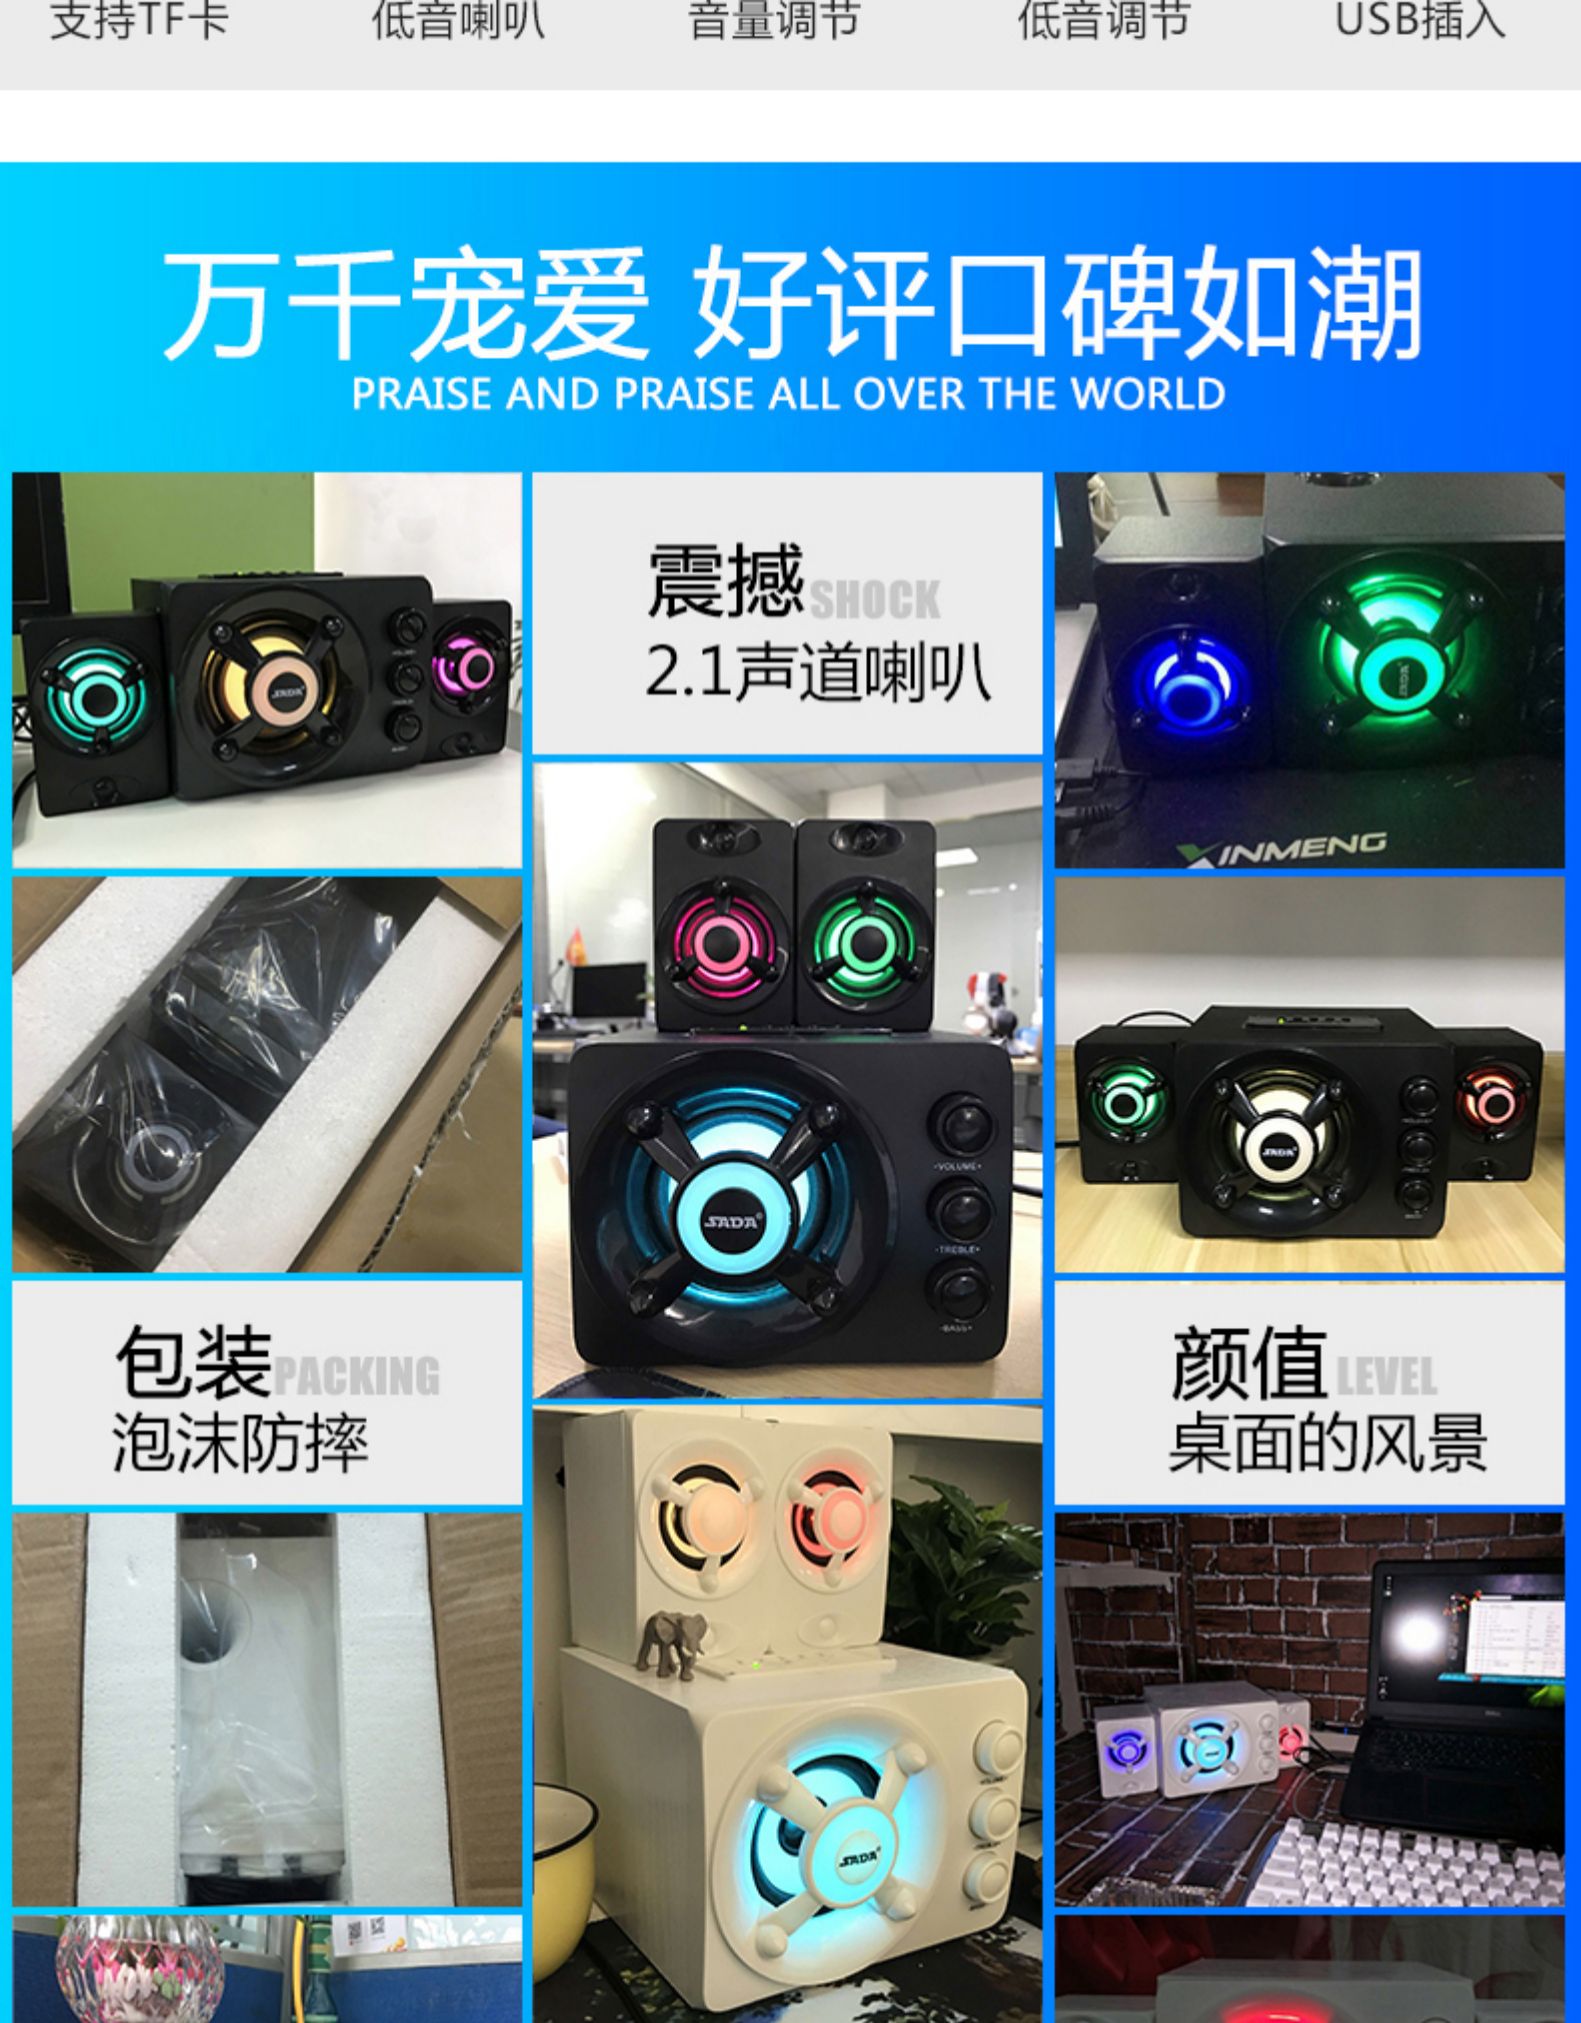 支持TF卡
低音喇叭
音量调节
低音调节
USB插入
万千宠爱 好评口碑如潮
PRAISE AND PRAISE ALL OVER THE WORLD
震撼SHOCK
2.1声道喇叭
SADA
SADA
INMENG
SADA®
•VOLUME•
•TREBLE•
•BASS•
SADA
包装PACKING
泡沫防摔
颜值LEVEL
桌面的风景
SADA